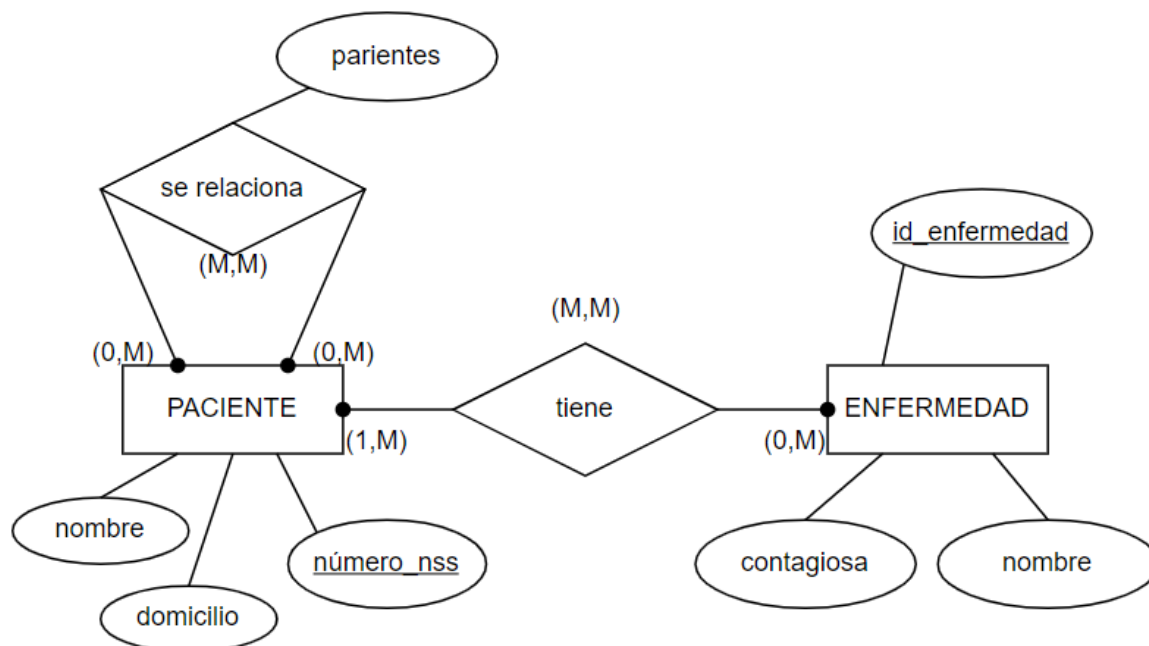 parientes
se relaciona
(M,M)
id_enfermedad
(M,M)
(0,M)
(0,M)
PACIENTE
tiene
ENFERMEDAD
(1,M)
(0,M)
nombre
número_nss
contagiosa
nombre
domicilio